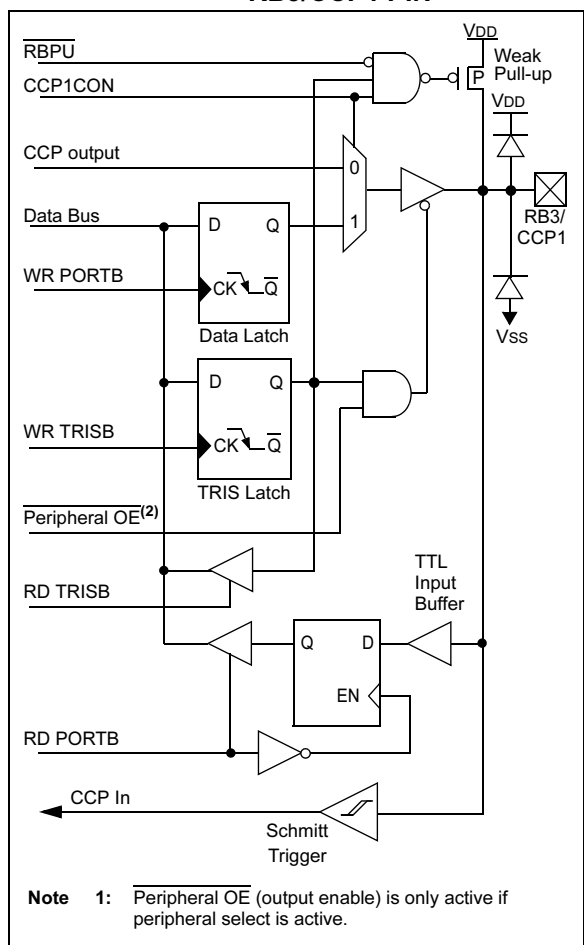 RBPU
VDD
CCP1CON
P
Weak
Pull-up
VDD
CCP output
0
Data Bus
D
Q
1
RB3/
CCP1
WR PORTB
CK
Q
VSS
Data Latch
D
Q
WR TRISB
CK
Q
TRIS Latch
Peripheral OE(2)
RD TRISB
TTL
Input
Buffer
Q
D
EN
RD PORTB
CCP In
Schmitt
Trigger
Note 1: Peripheral OE (output enable) is only active if
peripheral select is active.